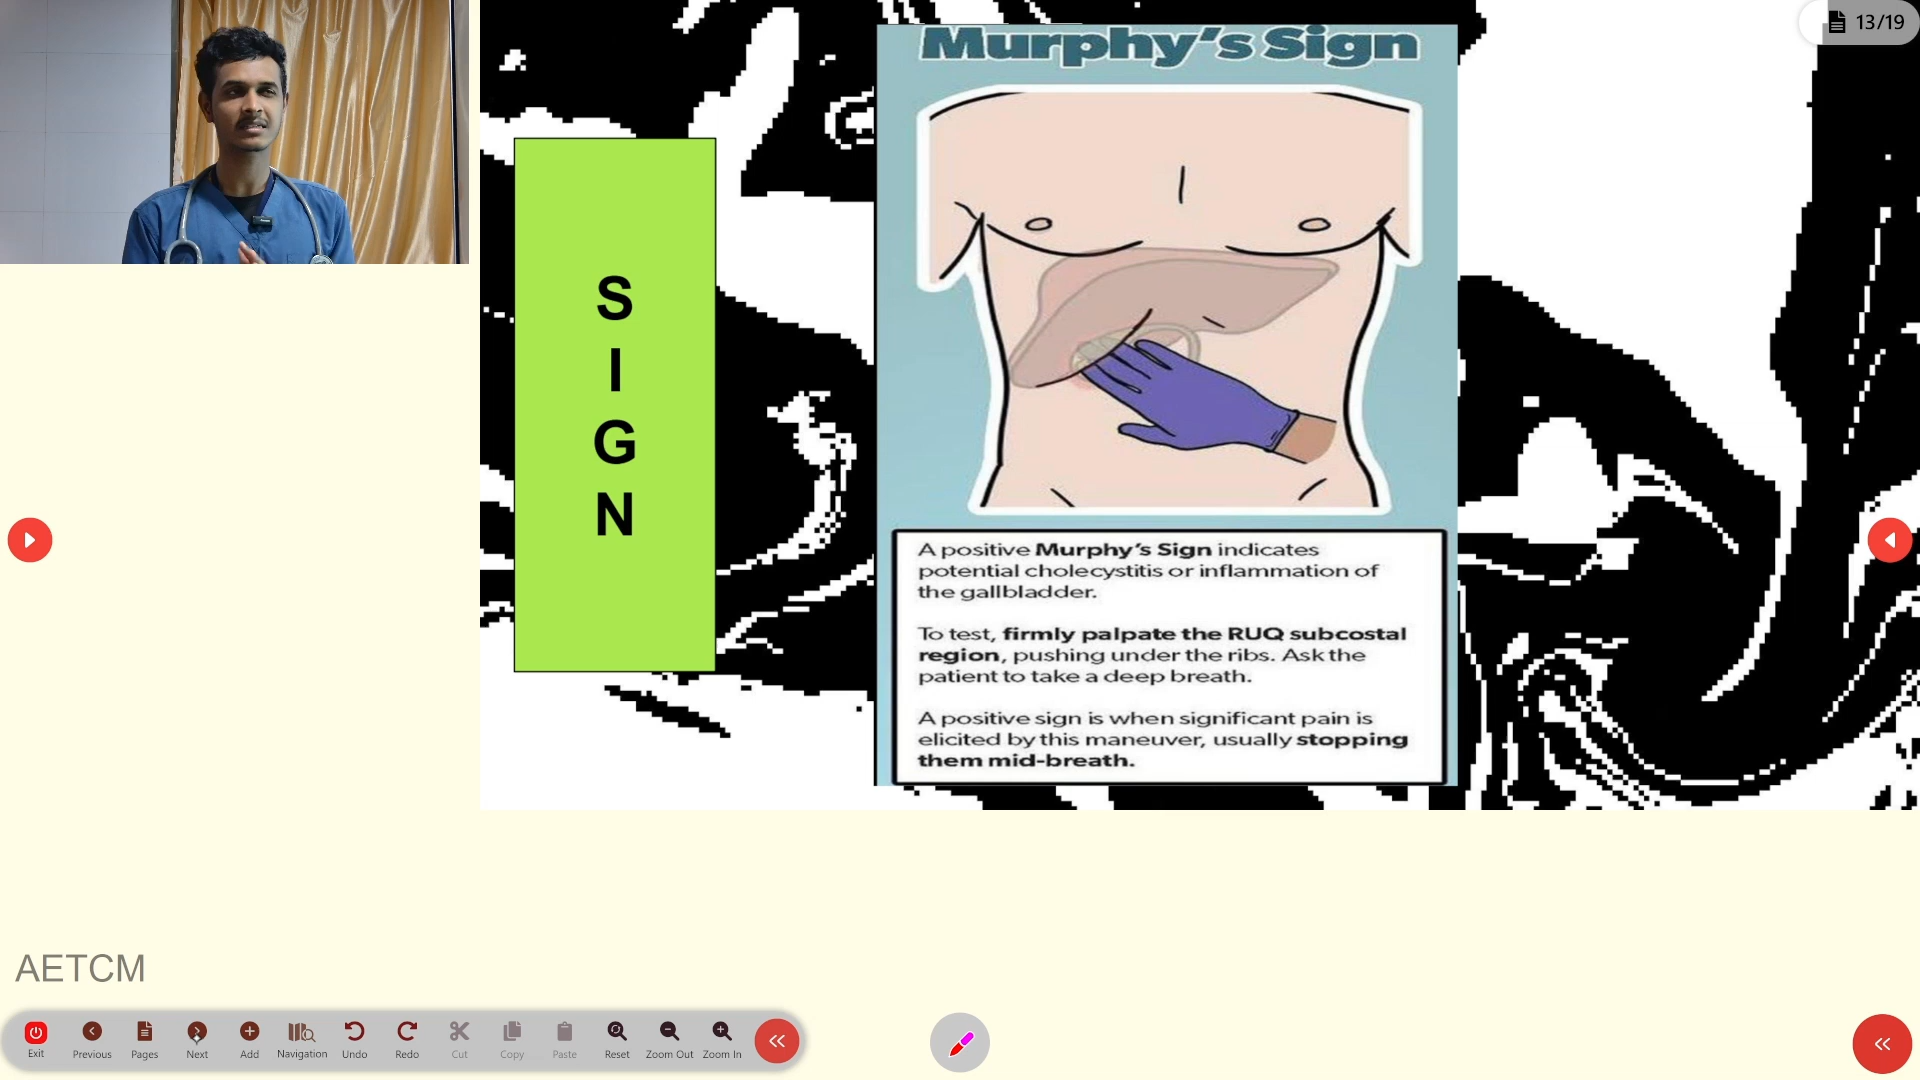 Murphy's Sign
13/19
S
I
G
N
A positive Murphy's Sign indicates
potential cholecystitis or inflammation of
the gallbladder.
To test, firmly palpate the RUQ subcostal
region, pushing under the ribs. Ask the
patient to take a deep breath.
A positive sign is when significant pain is
elicited by this maneuver, usually stopping
them mid-breath.
AETCM
Exit Previous Pages Next Add Navigation Undo Redo Cut Copy Paste Reset Zoom Out Zoom In